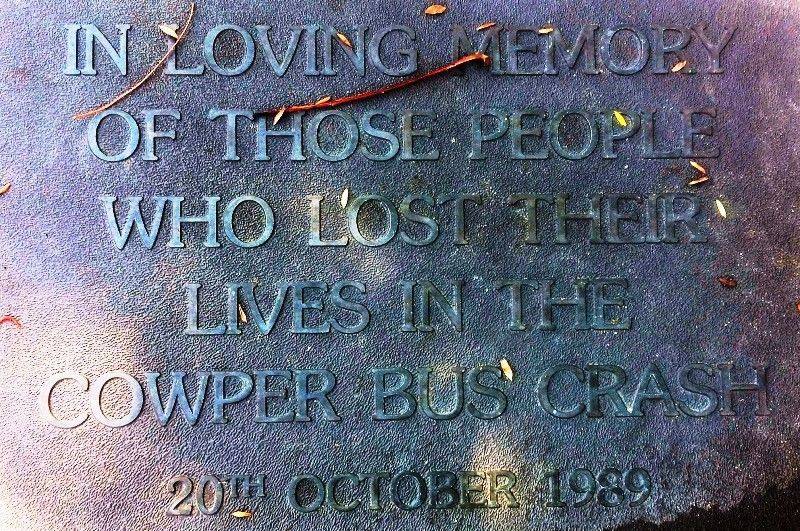 IN LOVING MEMORY
OF THOSE PEOPLE
WHO LOST THEIR
LIVES IN THE
COWPER BUS CRASH
20TH OCTOBER 1989